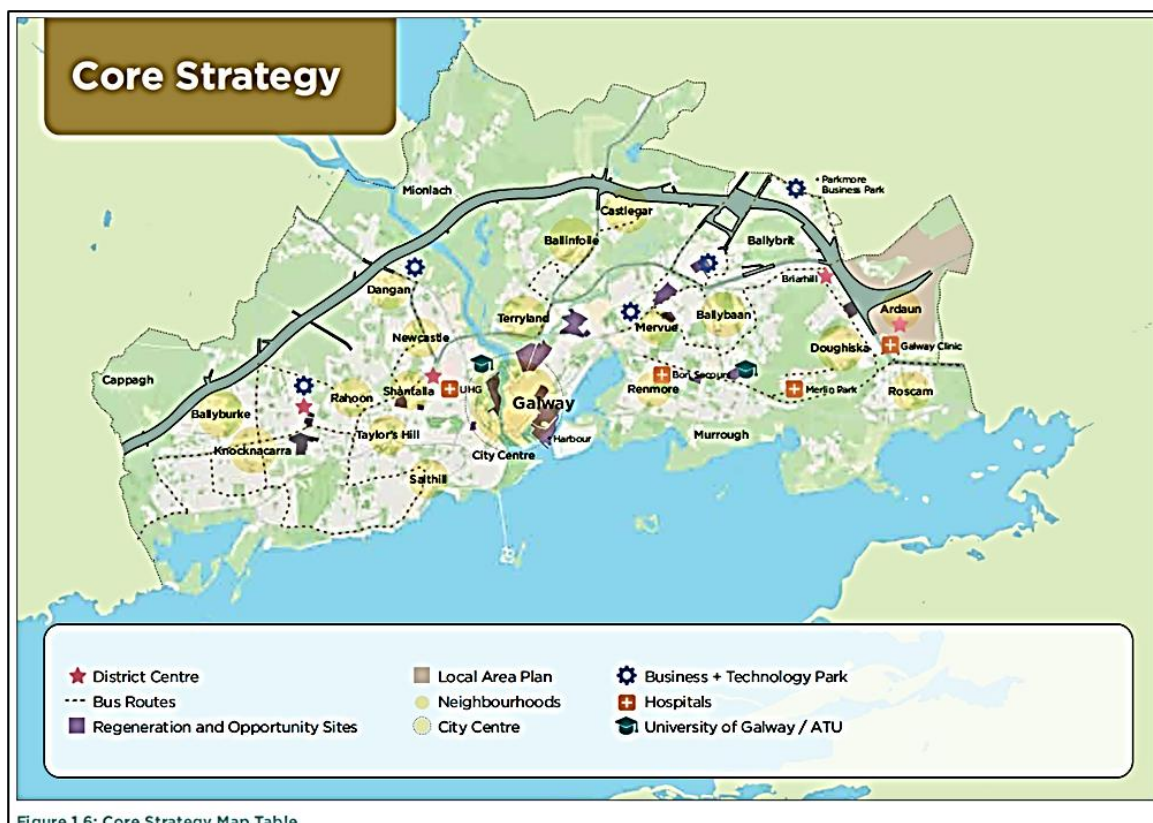 Core Strategy
Mionlach
Parkmore
Business Park
Castlegar
Ballinfoile
Ballybrit
Briarhill
Dangan
Ardaun
Terryland
Mervue
Ballybaan
Newcastle
Doughiska
Galway Clinic
Cappagh
Shantalla
UHG
Bon Secours
Rahoon
Galway
Renmore
Merlin Park
Roscam
Ballyburke
Taylor's Hill
Harbour
Murrough
Knocknacarra
City Centre
Salthill
District Centre
Local Area Plan
Business + Technology Park
Bus Routes
Neighbourhoods
Hospitals
Regeneration and Opportunity Sites
City Centre
University of Galway / ATU
Figure 1.6: Core Strategy Map Table